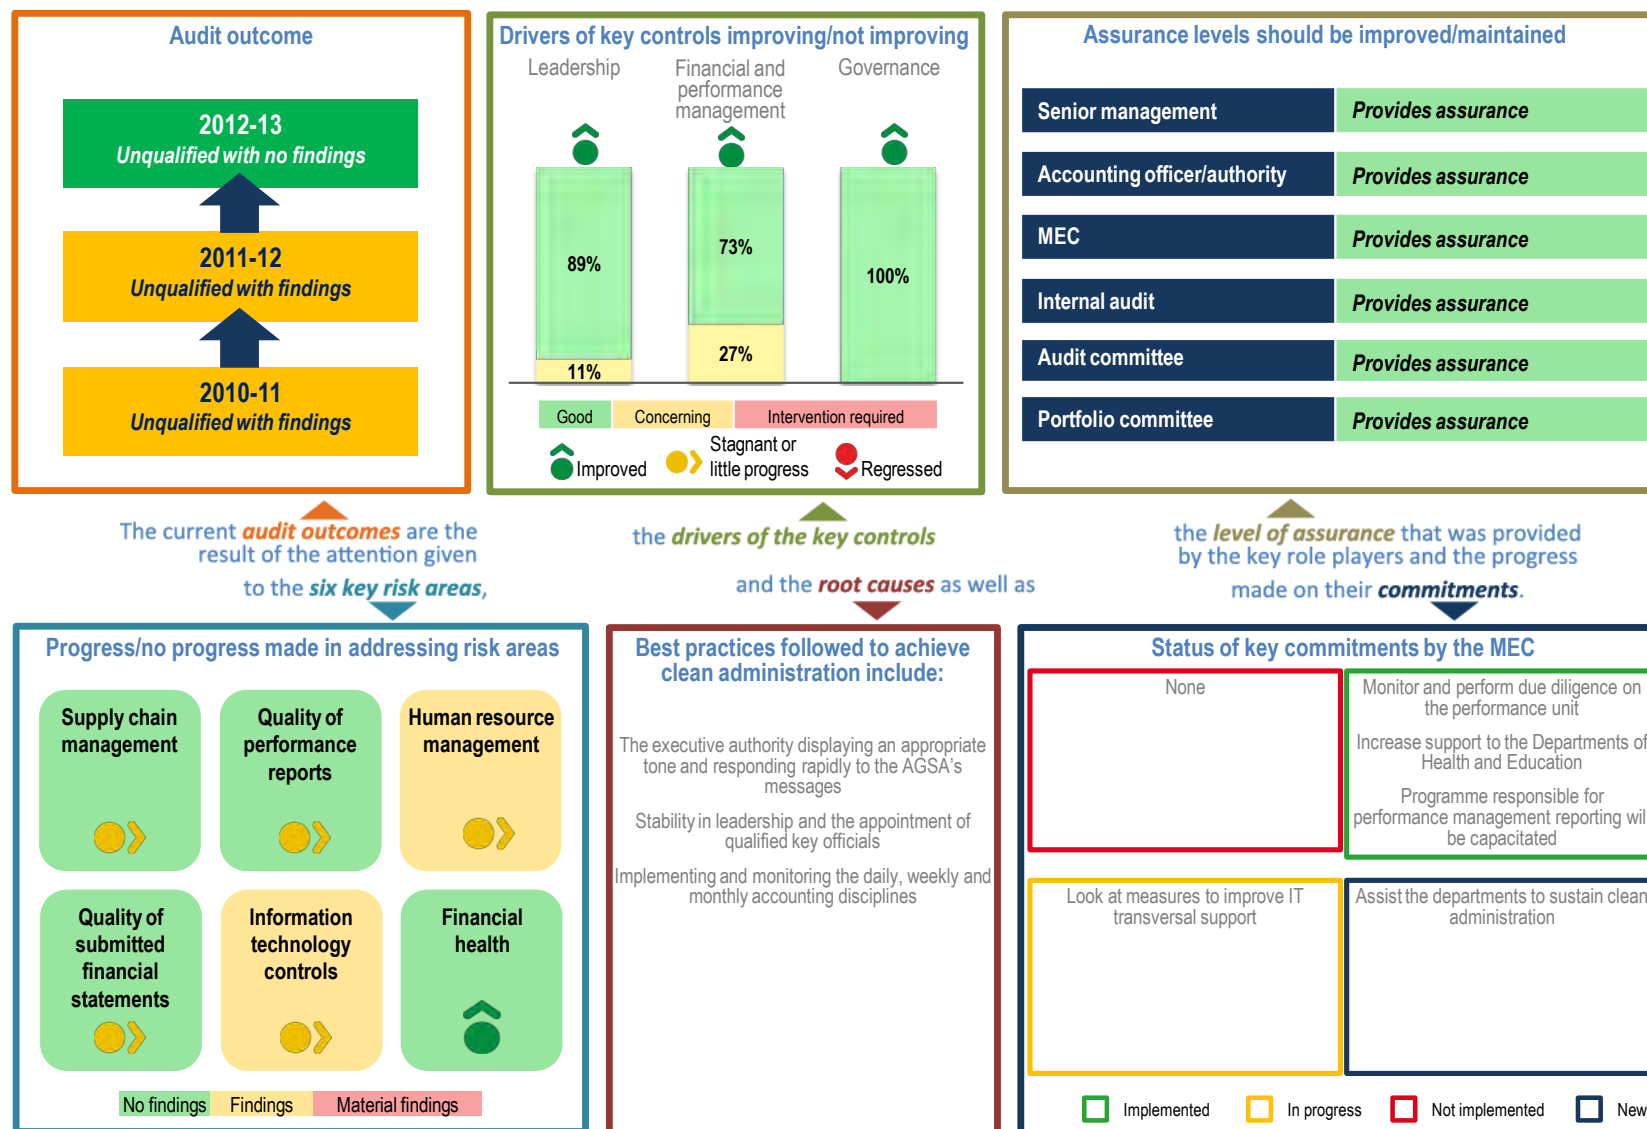 Audit outcome
2012-13
Unqualified with no findings
2011-12
Unqualified with findings
2010-11
Unqualified with findings
Drivers of key controls improving/not improving
Leadership
Financial and
performance
management
Governance
89%
11%
73%
27%
100%
Good
Concerning
Intervention required
Improved
Stagnant or
little progress
Regressed
Assurance levels should be improved/maintained
Senior management
Provides assurance
Accounting officer/authority
Provides assurance
MEC
Provides assurance
Internal audit
Provides assurance
Audit committee
Provides assurance
Portfolio committee
Provides assurance
The current audit outcomes are the
result of the attention given
to the six key risk areas,
the drivers of the key controls
and the root causes as well as
the level of assurance that was provided
by the key role players and the progress
made on their commitments.
Progress/no progress made in addressing risk areas
Supply chain
management
Quality of
performance
reports
Human resource
management
Quality of
submitted
financial
statements
Information
technology
controls
Financial
health
No findings
Findings
Material findings
Best practices followed to achieve
clean administration include:
The executive authority displaying an appropriate
tone and responding rapidly to the AGSA's
messages
Stability in leadership and the appointment of
qualified key officials
Implementing and monitoring the daily, weekly and
monthly accounting disciplines
Status of key commitments by the MEC
None
Monitor and perform due diligence on
the performance unit
Increase support to the Departments of
Health and Education
Programme responsible for
performance management reporting will
be capacitated
Look at measures to improve IT
transversal support
Assist the departments to sustain clean
administration
Implemented
In progress
Not implemented
New